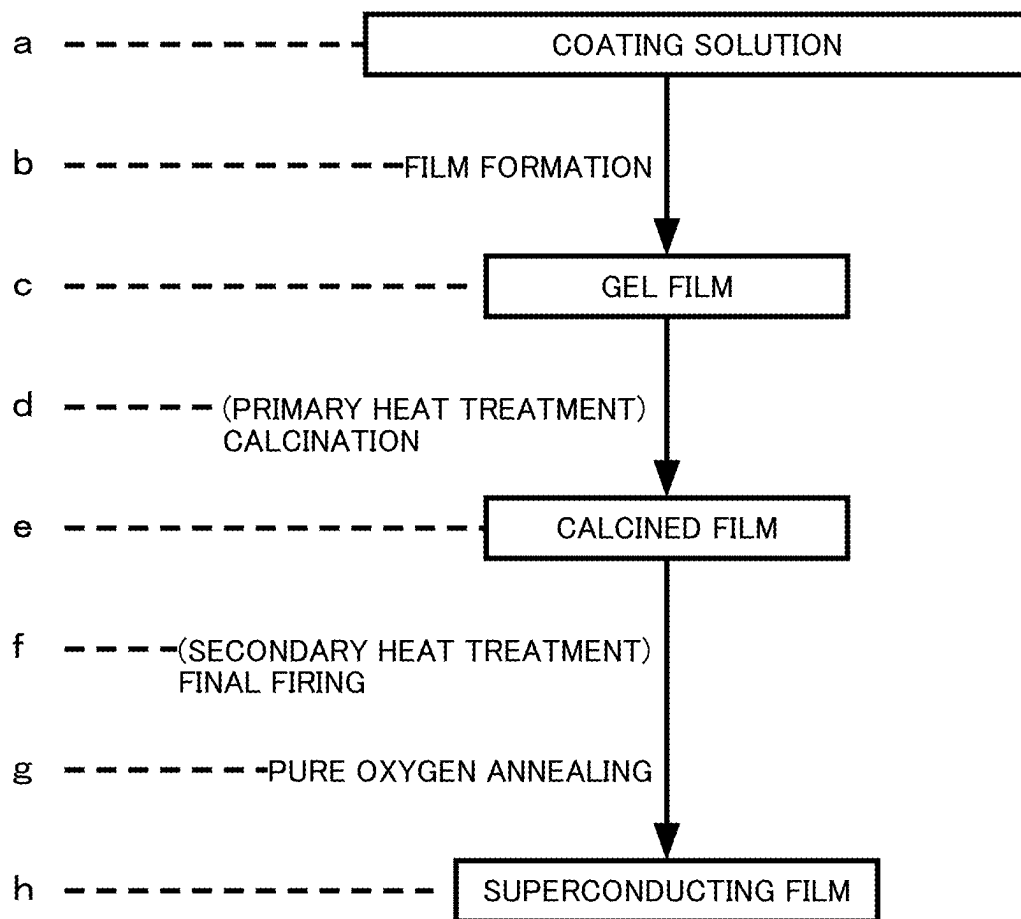 a COATING SOLUTION
b FILM FORMATION
c GEL FILM
d (PRIMARY HEAT TREATMENT)
CALCINATION
e CALCINED FILM
f (SECONDARY HEAT TREATMENT)
FINAL FIRING
g PURE OXYGEN ANNEALING
h SUPERCONDUCTING FILM